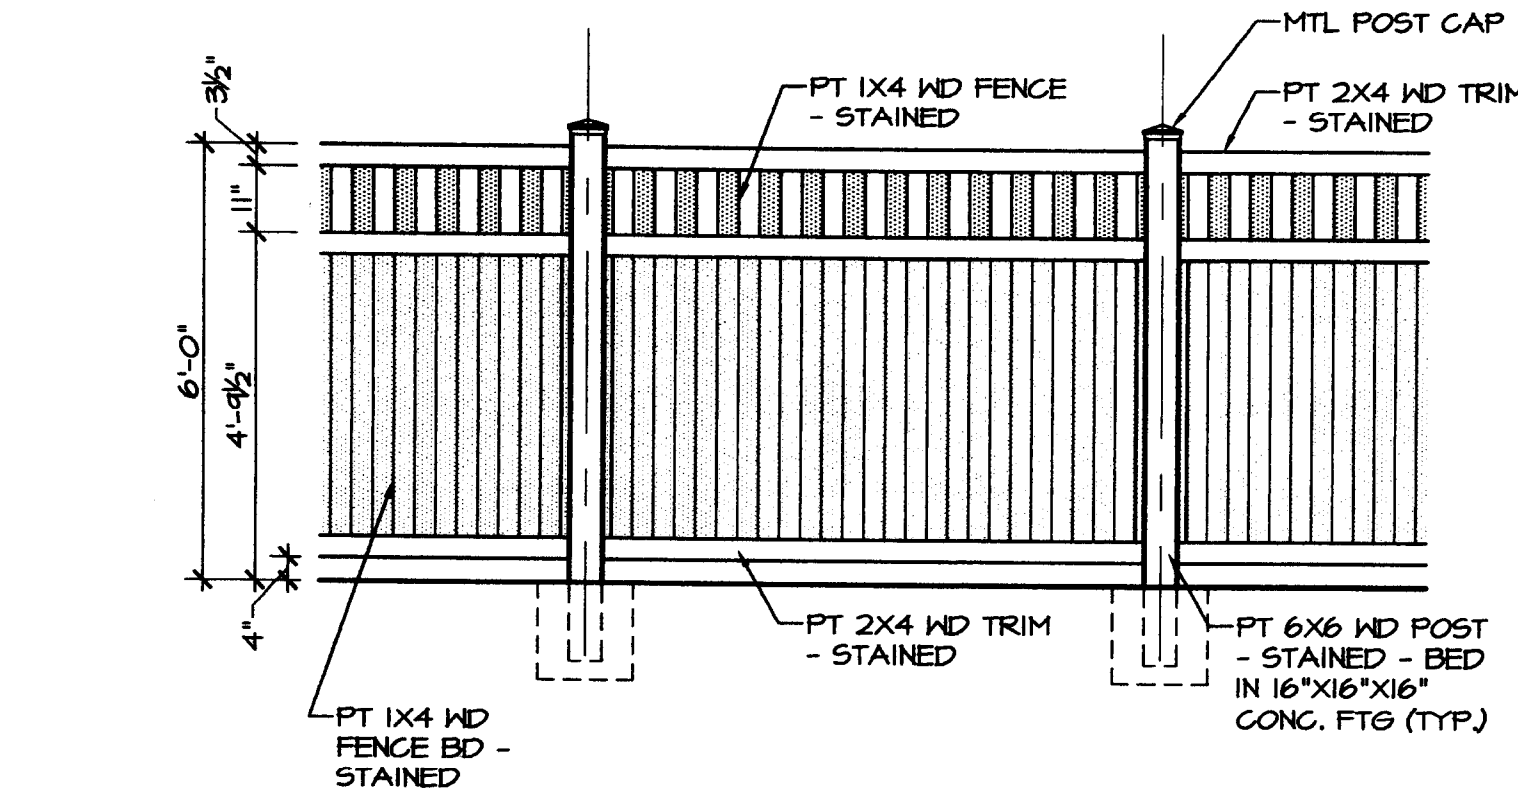 MTL POST CAP
PT 1X4 WD FENCE
- STAINED
PT 2X4 WD TRIM
- STAINED
3½"
11"
6'-0"
4'-9½"
4"
PT 2X4 WD TRIM
- STAINED
PT 6X6 WD POST
- STAINED - BED
IN 16"X16"X16"
CONC. FTG (TYP.)
PT 1X4 WD
FENCE BD -
STAINED